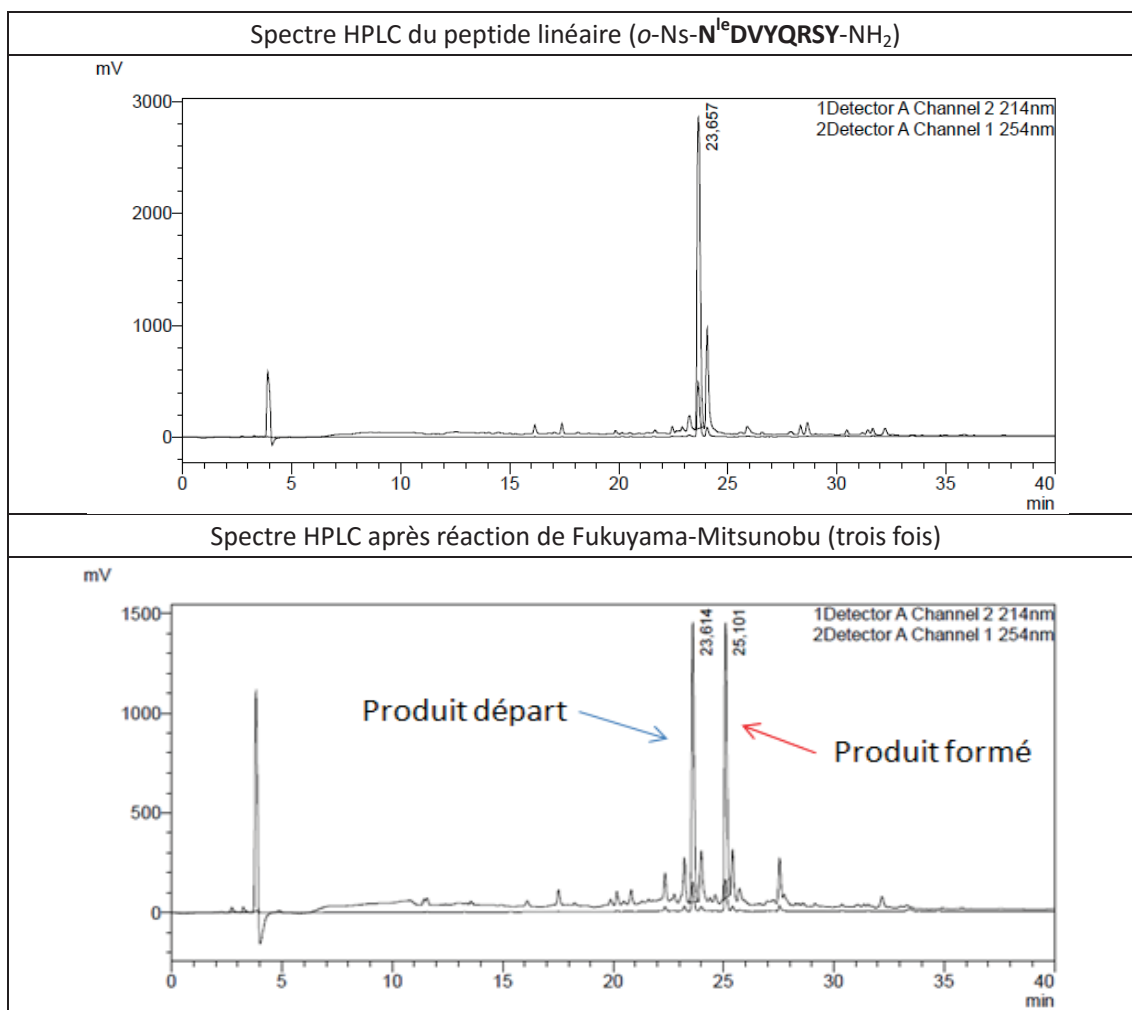 Spectre HPLC du peptide linéaire (o-Ns-NˡᵉDVYQRSY-NH₂)
mV
3000
2000
1000
0
23,657
1Detector A Channel 2 214nm
2Detector A Channel 1 254nm
0 5 10 15 20 25 30 35 40
min
Spectre HPLC après réaction de Fukuyama-Mitsunobu (trois fois)
mV
1500
1000
500
0
23,614
25,101
1Detector A Channel 2 214nm
2Detector A Channel 1 254nm
Produit départ
Produit formé
0 5 10 15 20 25 30 35 40
min